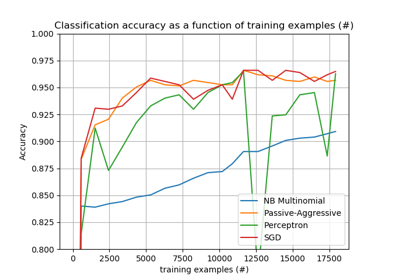 Classification accuracy as a function of training examples (#)
1.000
0.975
0.950
0.925
0.900
0.875
0.850
0.825
0.800
Accuracy
NB Multinomial
Passive-Aggressive
Perceptron
SGD
0 2500 5000 7500 10000 12500 15000 17500
training examples (#)